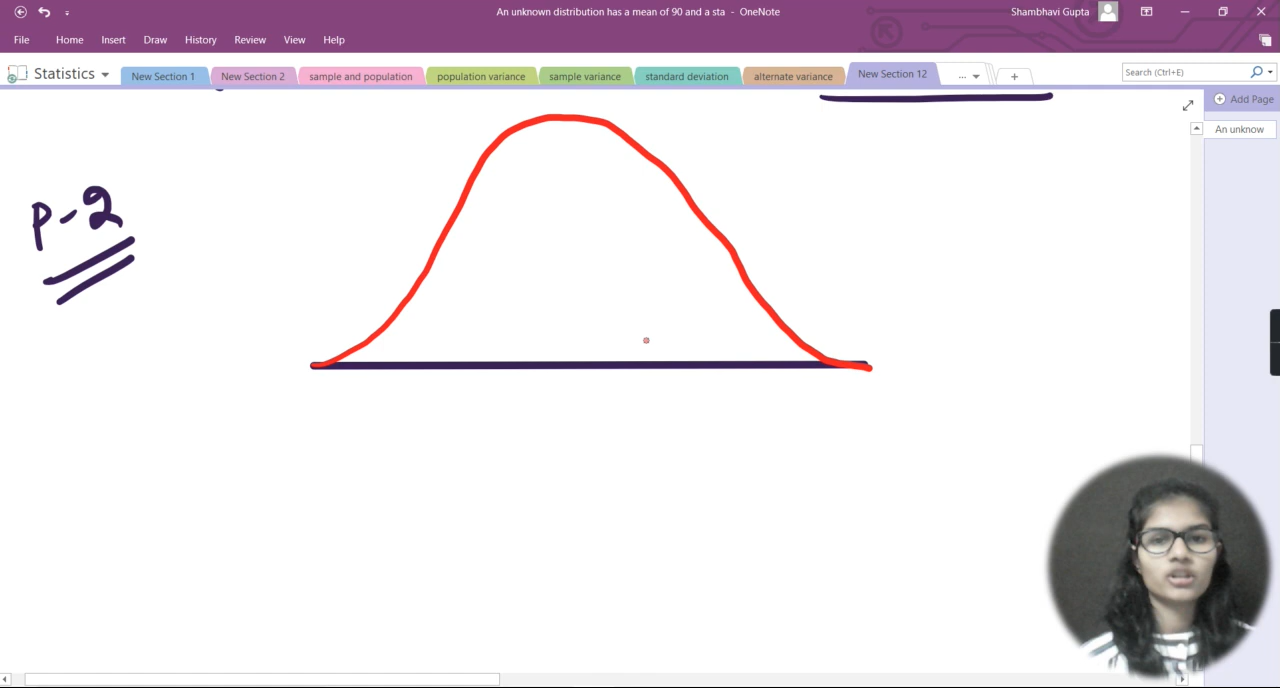 An unknown distribution has a mean of 90 and a sta - OneNote
Shambhavi Gupta
File Home Insert Draw History Review View Help
Statistics
New Section 1
New Section 2
sample and population
population variance
sample variance
standard deviation
alternate variance
New Section 12
...
+
Search (Ctrl+E)
Add Page
An unknow
P-2